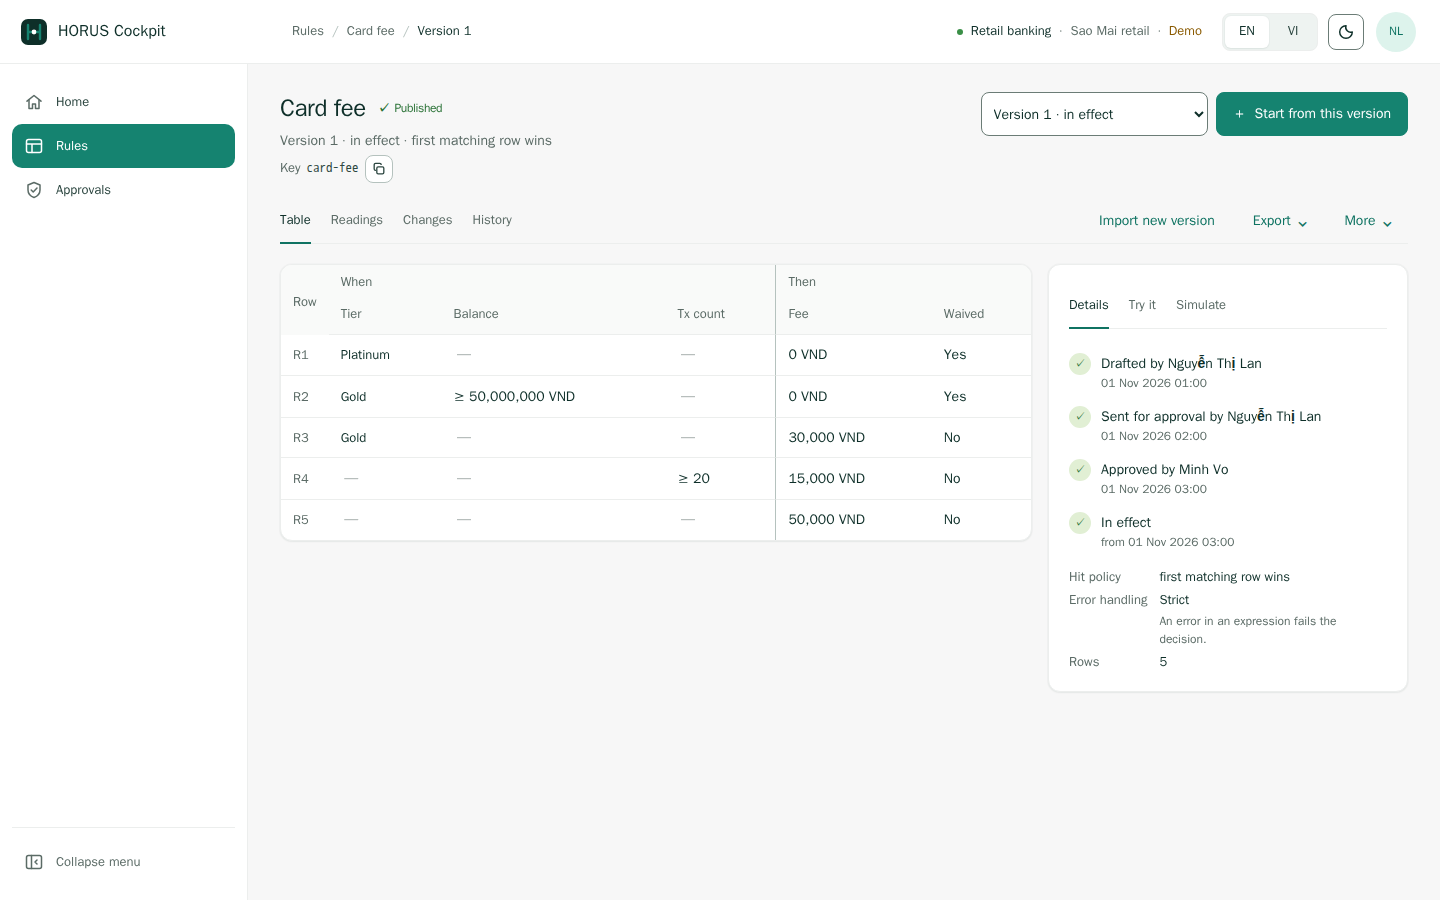 HORUS Cockpit
Rules / Card fee / Version 1
Retail banking · Sao Mai retail · Demo
EN VI
NL
Home
Rules
Approvals
Collapse menu
Card fee ✓ Published
Version 1 · in effect · first matching row wins
Key card-fee
Version 1 · in effect
+ Start from this version
Table Readings Changes History
Import new version Export More
Row When Then
Tier Balance Tx count Fee Waived
R1 Platinum — — 0 VND Yes
R2 Gold ≥ 50,000,000 VND — 0 VND Yes
R3 Gold — — 30,000 VND No
R4 — — ≥ 20 15,000 VND No
R5 — — — 50,000 VND No
Details Try it Simulate
✓ Drafted by Nguyễn Thị Lan
01 Nov 2026 01:00
✓ Sent for approval by Nguyễn Thị Lan
01 Nov 2026 02:00
✓ Approved by Minh Vo
01 Nov 2026 03:00
✓ In effect
from 01 Nov 2026 03:00
Hit policy first matching row wins
Error handling Strict
An error in an expression fails the
decision.
Rows 5